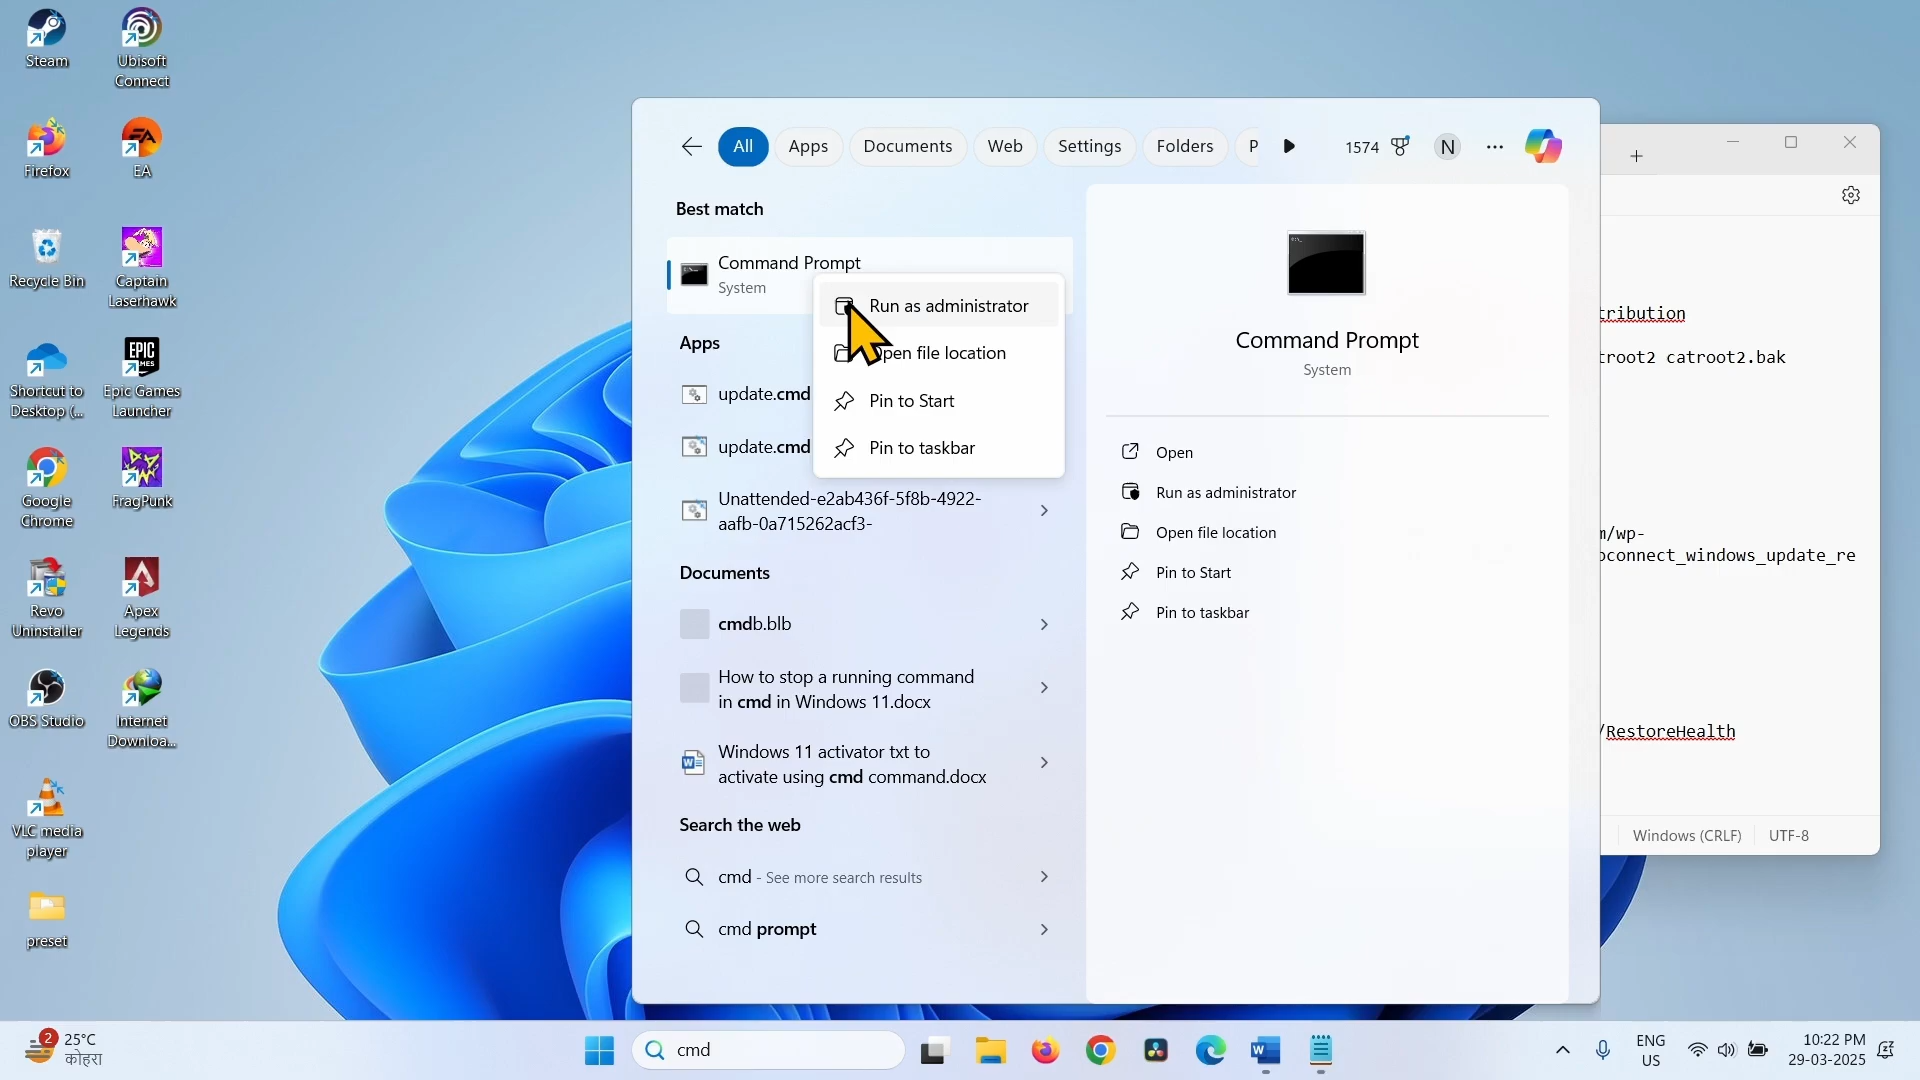 Steam
Ubisoft
Connect
Firefox
EA
Recycle Bin
Captain
Laserhawk
Shortcut to
Desktop (...
Epic Games
Launcher
Google
Chrome
FragPunk
Revo
Uninstaller
Apex
Legends
OBS Studio
Internet
Downloa...
VLC media
player
preset
All
Apps
Documents
Web
Settings
Folders
P
1574
N
Best match
Command Prompt
System
Run as administrator
Open file location
Pin to Start
Pin to taskbar
Apps
update.cmd
update.cmd
Unattended-e2ab436f-5f8b-4922-
aafb-0a715262acf3-
Documents
cmdb.blb
How to stop a running command
in cmd in Windows 11.docx
Windows 11 activator txt to
activate using cmd command.docx
Search the web
cmd - See more search results
cmd prompt
Command Prompt
System
Open
Run as administrator
Open file location
Pin to Start
Pin to taskbar
tribution
troot2 catroot2.bak
m/wp-
oconnect_windows_update_re
/RestoreHealth
Windows (CRLF)
UTF-8
2
25°C
कोहरा
cmd
ENG
US
10:22 PM
29-03-2025